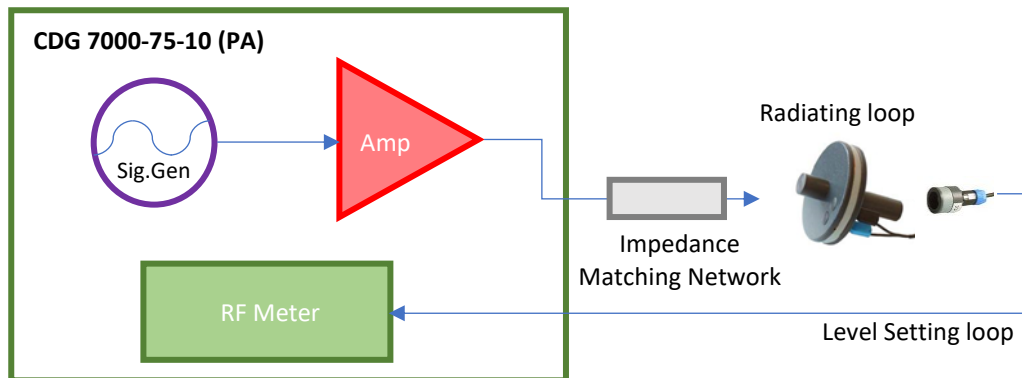 CDG 7000-75-10 (PA)
Sig.Gen
Amp
Radiating loop
Impedance
Matching Network
RF Meter
Level Setting loop